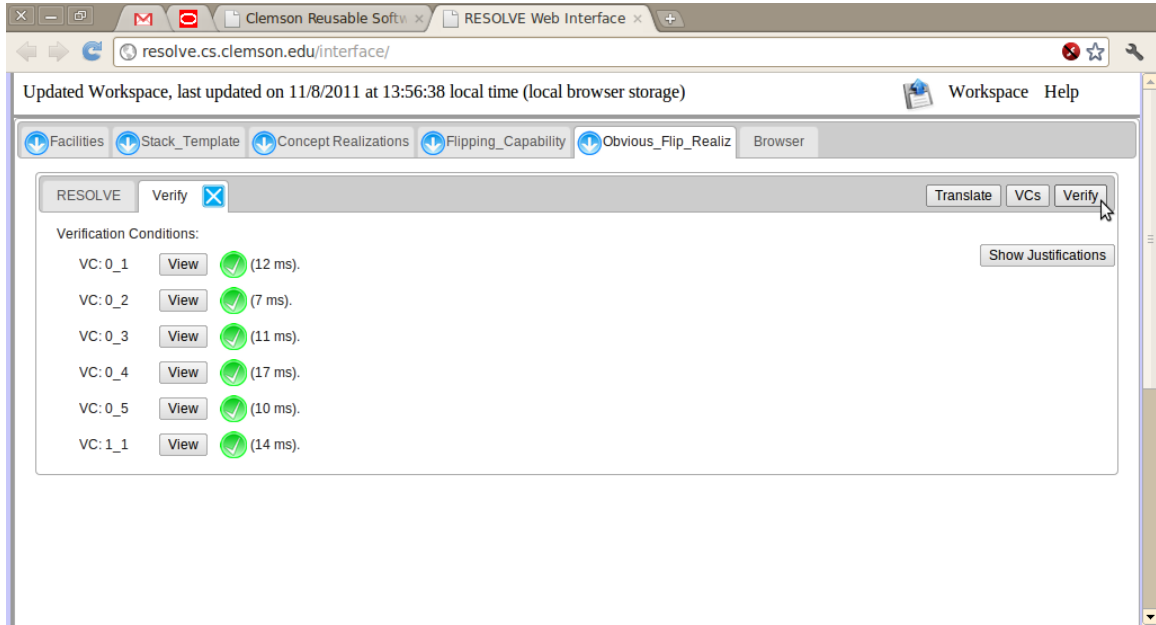 Clemson Reusable Softw
RESOLVE Web Interface
resolve.cs.clemson.edu/interface/
Updated Workspace, last updated on 11/8/2011 at 13:56:38 local time (local browser storage) Workspace Help
Facilities Stack_Template Concept Realizations Flipping_Capability Obvious_Flip_Realiz Browser
RESOLVE Verify Translate VCs Verify
Verification Conditions:
Show Justifications
VC: 0_1 View (12 ms).
VC: 0_2 View (7 ms).
VC: 0_3 View (11 ms).
VC: 0_4 View (17 ms).
VC: 0_5 View (10 ms).
VC: 1_1 View (14 ms).